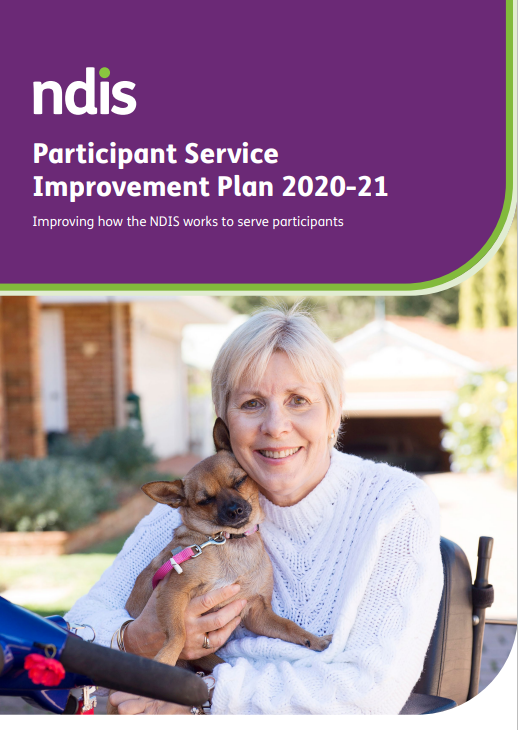 ndis
Participant Service
Improvement Plan 2020-21
Improving how the NDIS works to serve participants